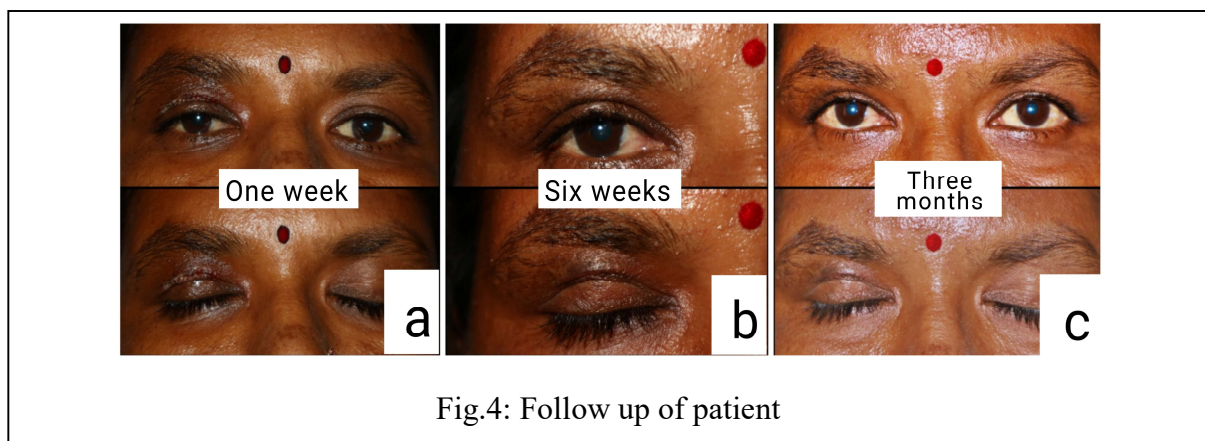 One week
Six weeks
Three
months
a
b
c
Fig.4: Follow up of patient